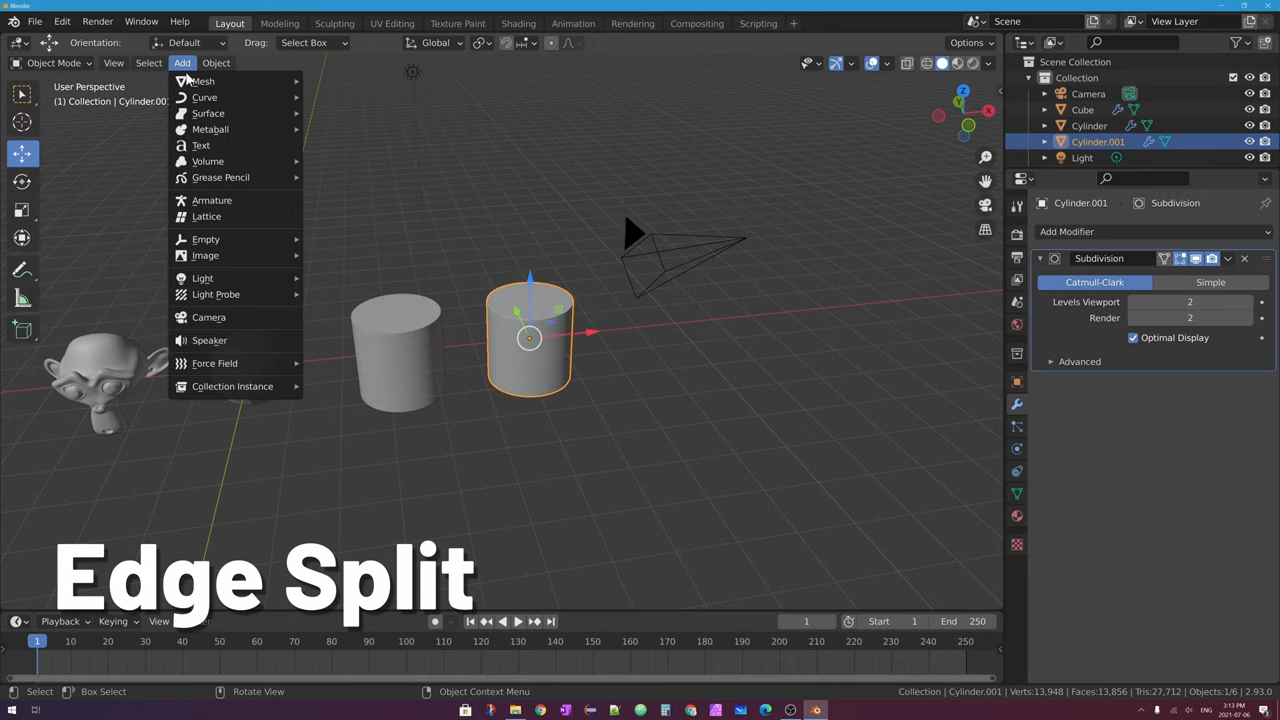 Blender
File Edit Render Window Help Layout Modeling Sculpting UV Editing Texture Paint Shading Animation Rendering Compositing Scripting + Scene View Layer
Orientation: Default Drag: Select Box Global Options
Object Mode View Select Add Object
User Perspective
(1) Collection | Cylinder.00
Mesh
Curve
Surface
Metaball
Text
Volume
Grease Pencil
Armature
Lattice
Empty
Image
Light
Light Probe
Camera
Speaker
Force Field
Collection Instance
Z
Y
X
Scene Collection
Collection
Camera
Cube
Cylinder
Cylinder.001
Light
Cylinder.001 Subdivision
Add Modifier
Subdivision
Catmull-Clark Simple
Levels Viewport 2
Render 2
Optimal Display
Advanced
Edge Split
Playback Keying View 1 Start 1 End 250
1 10 20 30 40 50 60 70 80 90 100 110 120 130 140 150 160 170 180 190 200 210 220 230 240 250
Select Box Select Rotate View Object Context Menu Collection | Cylinder.001 | Verts:13,948 | Faces:13,856 | Tris:27,712 | Objects:1/6 | 2.93.0
3:13 PM
2021-07-06